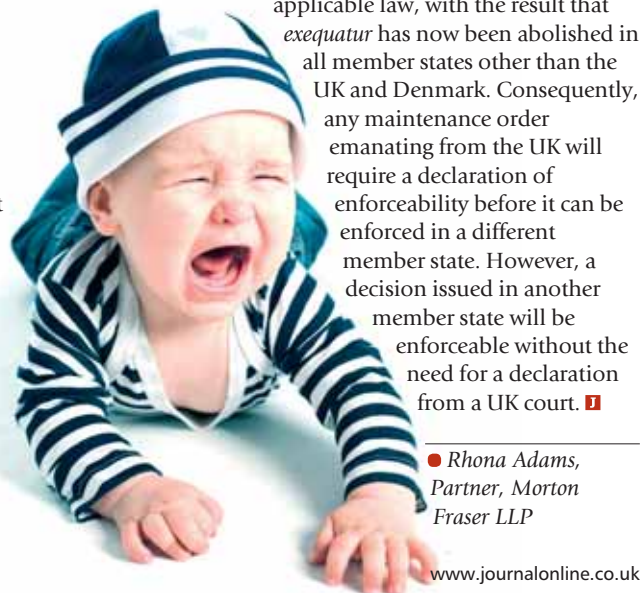 applicable law, with the result that
exequatur has now been abolished in
all member states other than the
UK and Denmark. Consequently,
any maintenance order
emanating from the UK will
require a declaration of
enforceability before it can be
enforced in a different
member state. However, a
decision issued in another
member state will be
enforceable without the
need for a declaration
from a UK court. J
● Rhona Adams,
Partner, Morton
Fraser LLP
www.journalonline.co.uk